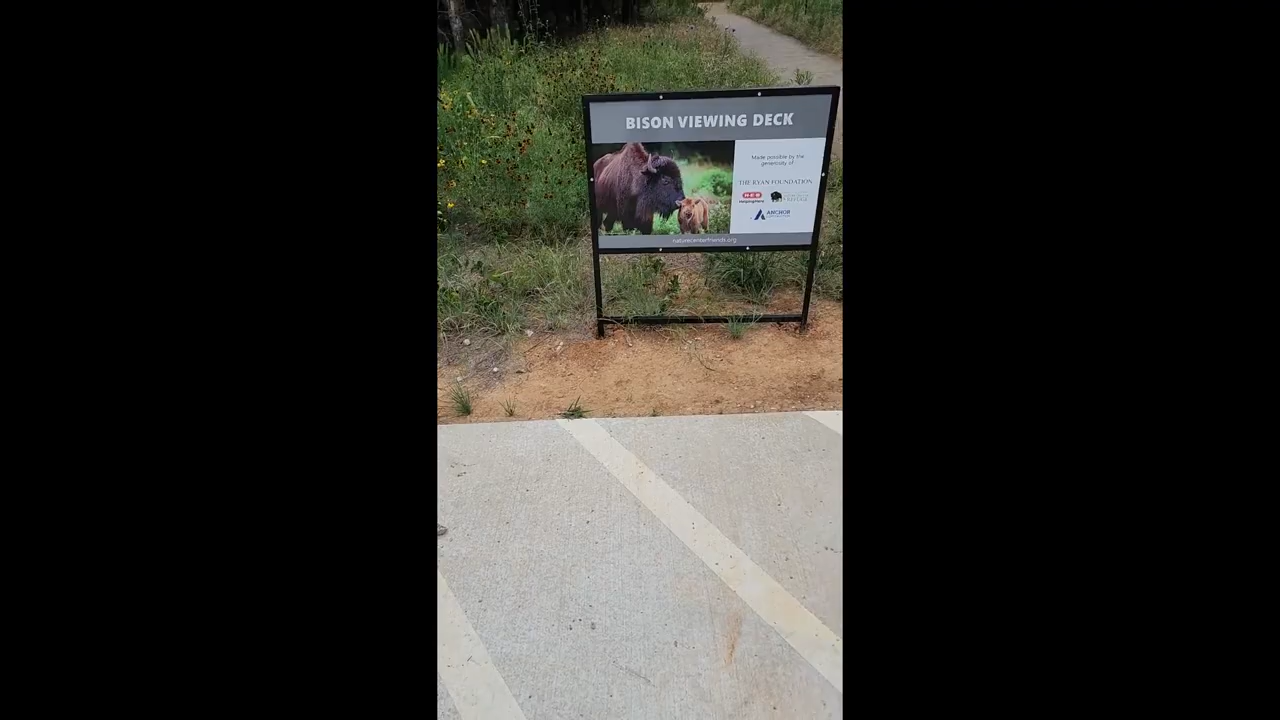 BISON VIEWING DECK
Made possible by the
generosity of
THE RYAN FOUNDATION
H-E-B
ANCHOR
naturecenterfriends.org